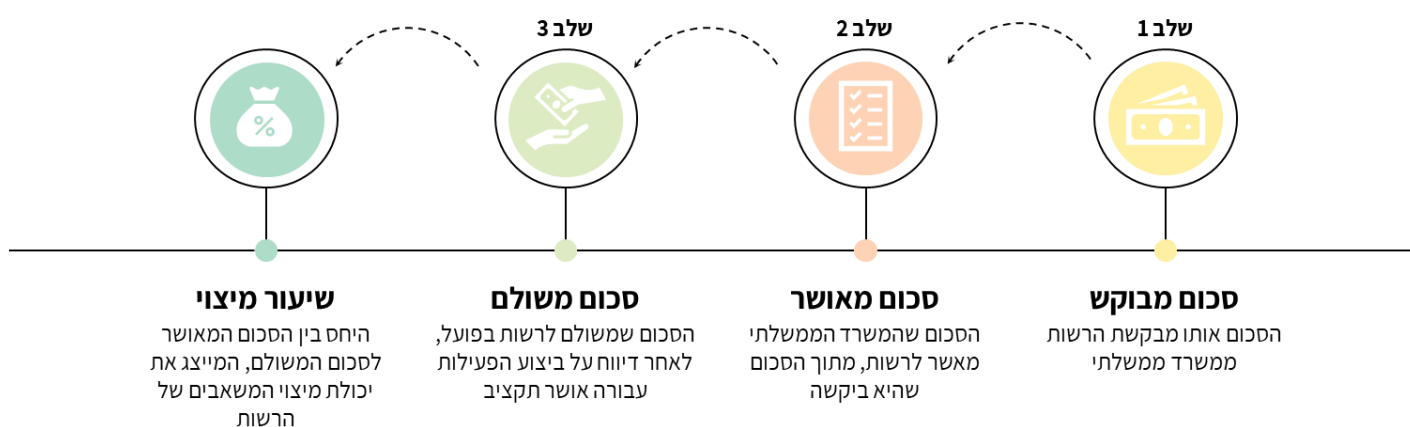 שלב 1
סכום מבוקש
הסכום אותו מבקשת הרשות
ממשרד ממשלתי
שלב 2
סכום מאושר
הסכום שהמשרד הממשלתי
מאשר לרשות, מתוך הסכום
שהיא ביקשה
שלב 3
סכום משולם
הסכום שמשולם לרשות בפועל,
לאחר דיווח על ביצוע הפעילות
עבורה אושר תקציב
%
שיעור מיצוי
היחס בין הסכום המאושר
לסכום המשולם, המייצג את
יכולת מיצוי המשאבים של
הרשות